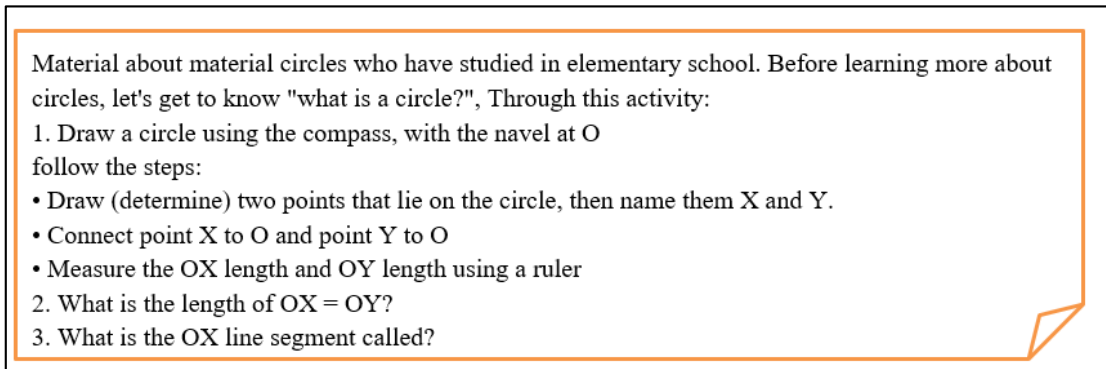 Material about material circles who have studied in elementary school. Before learning more about
circles, let's get to know "what is a circle?", Through this activity:
1. Draw a circle using the compass, with the navel at O
follow the steps:
• Draw (determine) two points that lie on the circle, then name them X and Y.
• Connect point X to O and point Y to O
• Measure the OX length and OY length using a ruler
2. What is the length of OX = OY?
3. What is the OX line segment called?